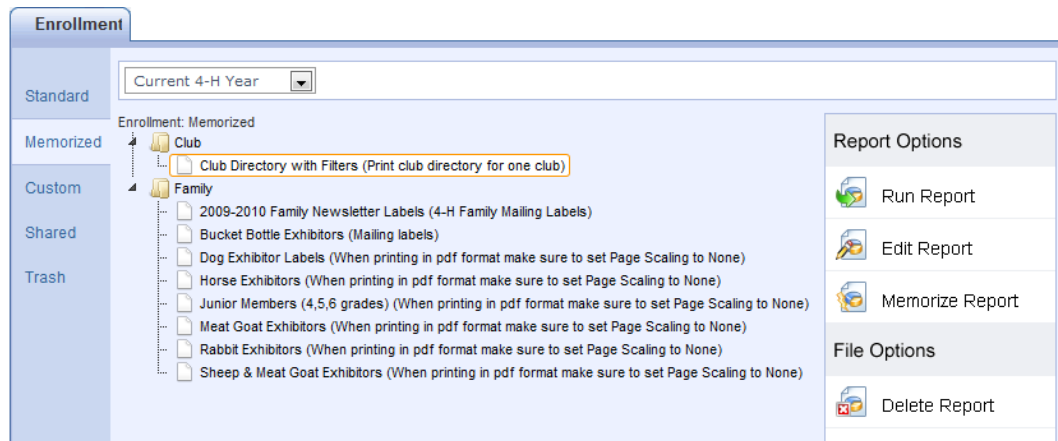 Enrollment
Standard
Memorized
Custom
Shared
Trash
Current 4-H Year
Enrollment: Memorized
Club
Club Directory with Filters (Print club directory for one club)
Family
2009-2010 Family Newsletter Labels (4-H Family Mailing Labels)
Bucket Bottle Exhibitors (Mailing labels)
Dog Exhibitor Labels (When printing in pdf format make sure to set Page Scaling to None)
Horse Exhibitors (When printing in pdf format make sure to set Page Scaling to None)
Junior Members (4,5,6 grades) (When printing in pdf format make sure to set Page Scaling to None)
Meat Goat Exhibitors (When printing in pdf format make sure to set Page Scaling to None)
Rabbit Exhibitors (When printing in pdf format make sure to set Page Scaling to None)
Sheep & Meat Goat Exhibitors (When printing in pdf format make sure to set Page Scaling to None)
Report Options
Run Report
Edit Report
Memorize Report
File Options
Delete Report